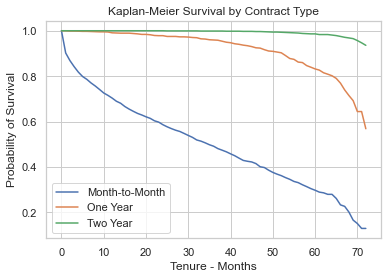 Kaplan-Meier Survival by Contract Type
Probability of Survival
1.0
0.8
0.6
0.4
0.2
Month-to-Month
One Year
Two Year
0 10 20 30 40 50 60 70
Tenure - Months